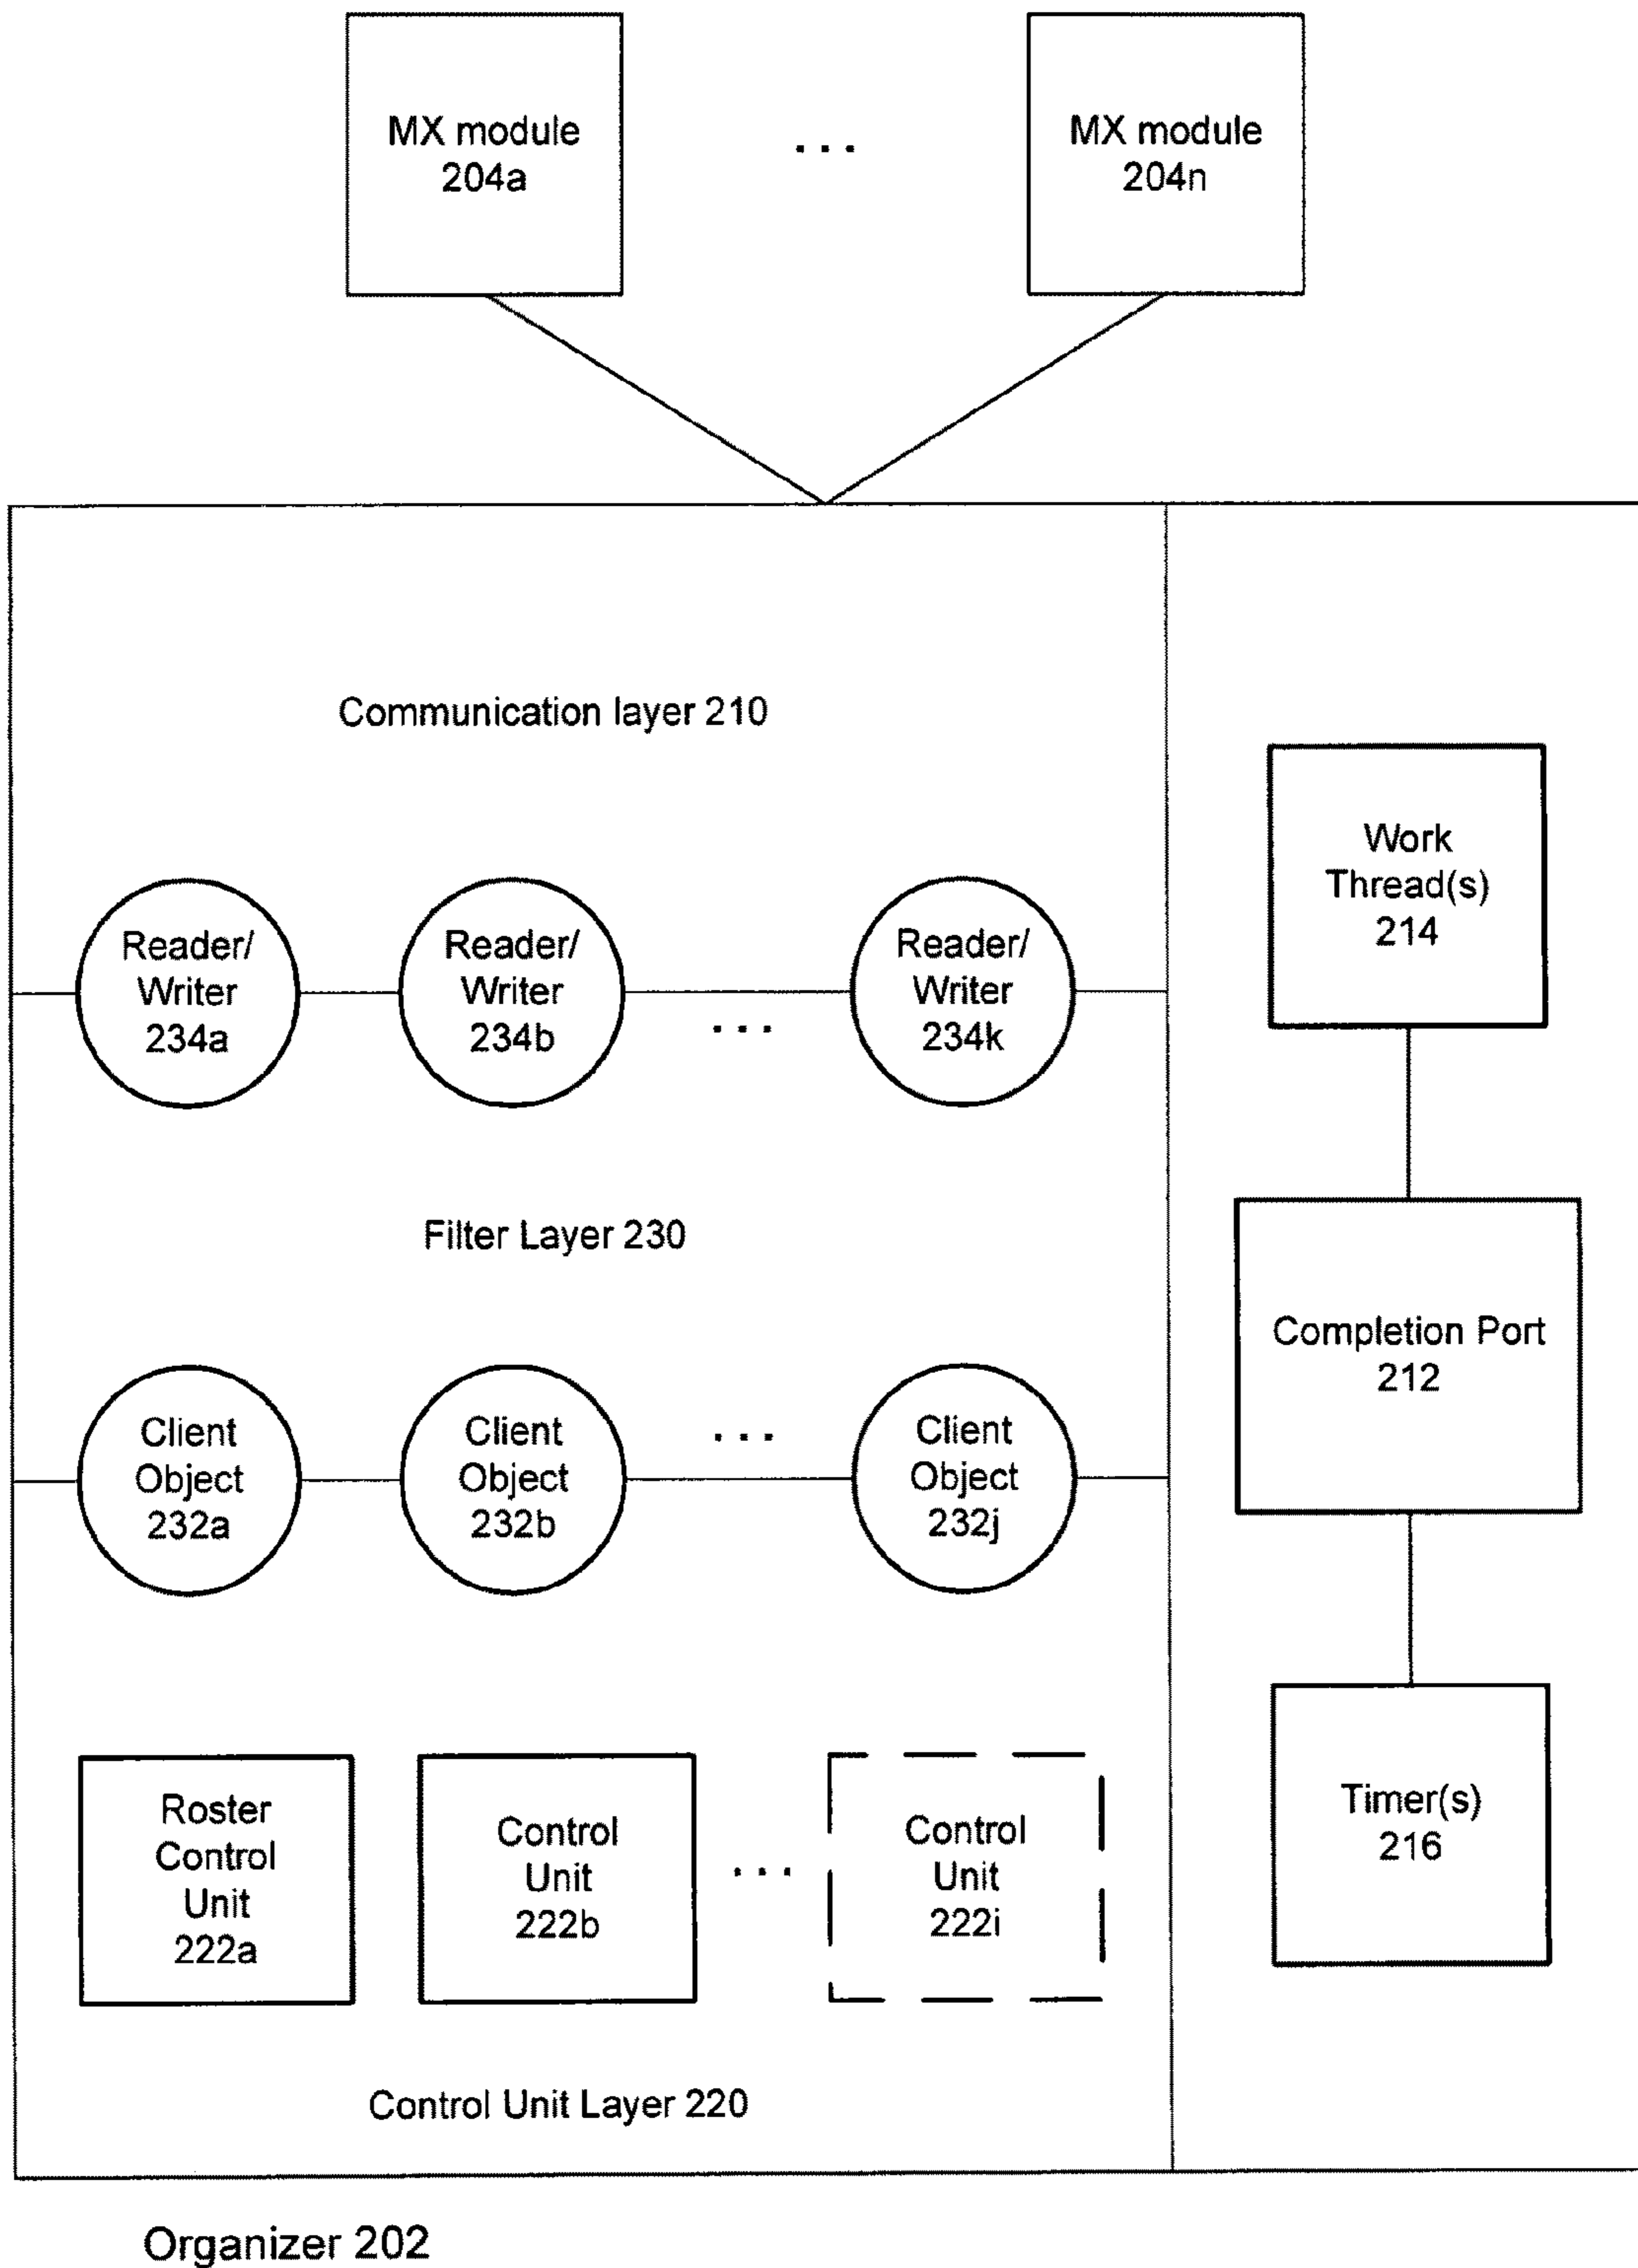 MX module
204a
...
MX module
204n
Communication layer 210
Reader/
Writer
234a
Reader/
Writer
234b
...
Reader/
Writer
234k
Filter Layer 230
Client
Object
232a
Client
Object
232b
...
Client
Object
232j
Roster
Control
Unit
222a
Control
Unit
222b
...
Control
Unit
222i
Control Unit Layer 220
Work
Thread(s)
214
Completion Port
212
Timer(s)
216
Organizer 202